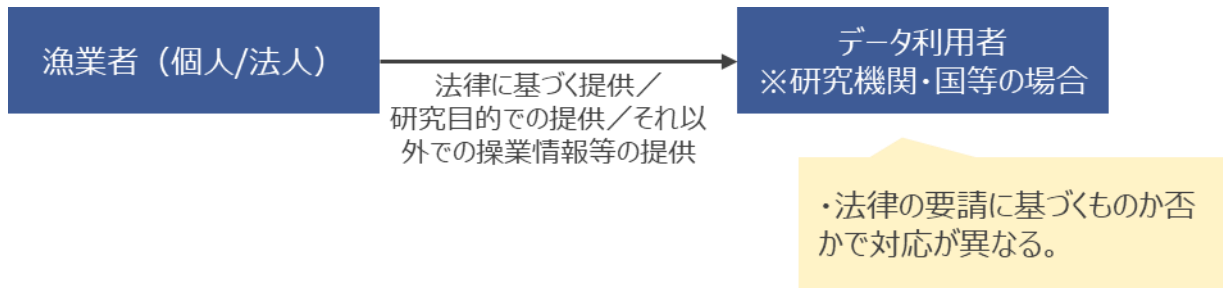 漁業者（個人/法人）
法律に基づく提供／
研究目的での提供／それ以
外での操業情報等の提供
データ利用者
※研究機関・国等の場合
・法律の要請に基づくものか否
かで対応が異なる。